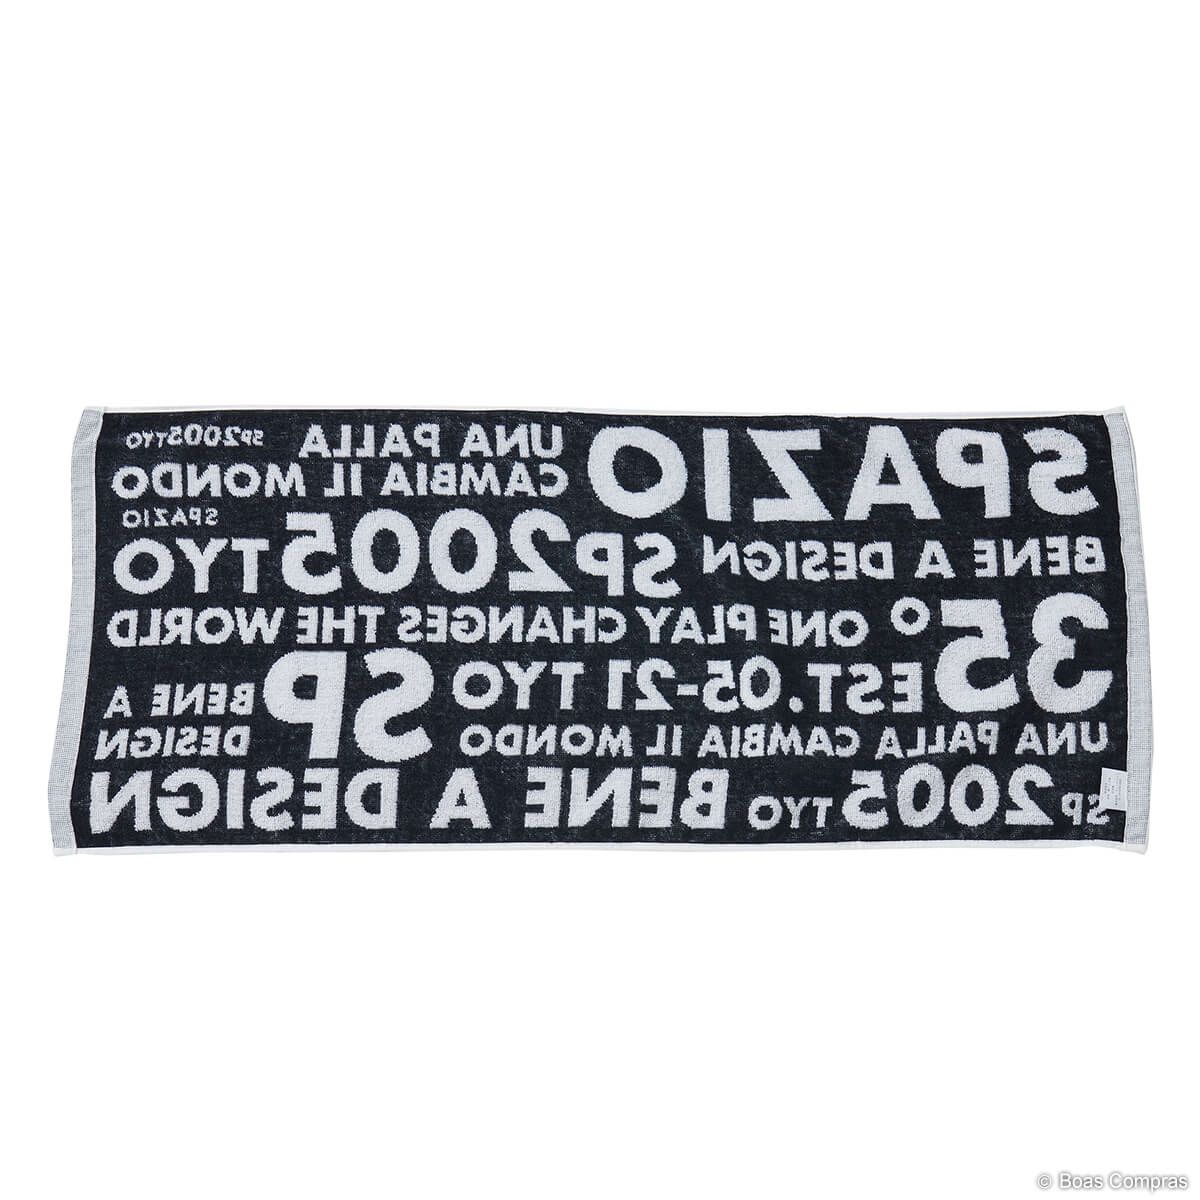 SPAZIO
UNA PALLA SP2005TYO
CAMBIA IL MONDO
SPAZIO
BENE A DESIGN SP2005TYO
35° ONE PLAY CHANGES THE WORLD
EST. 05-21 TYO SP BENE A
DESIGN
UNA PALLA CAMBIA IL MONDO
SP2005TYO BENE A DESIGN
© Boas Compras